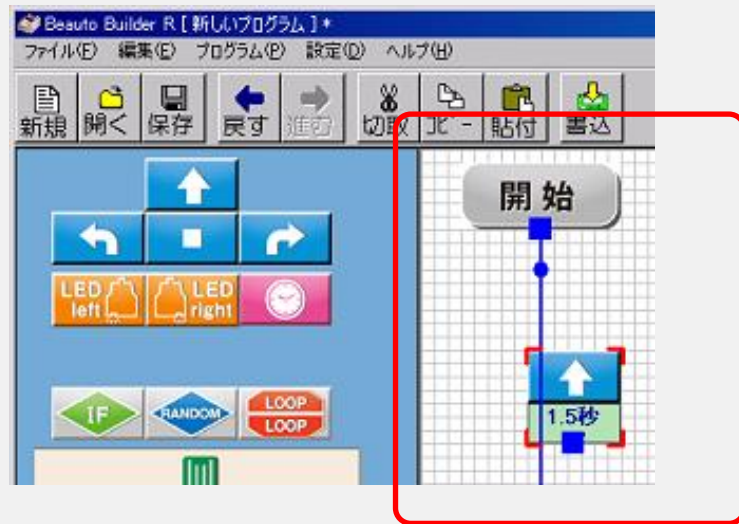 Beauto Builder R [ 新しいプログラム ] *
ファイル(F) 編集(E) プログラム(P) 設定(D) ヘルプ(H)
新規 開く 保存 戻す 進む 切取 コピー 貼付 書込
開始
LED left LED right
1.5秒
IF RANDOM LOOP LOOP